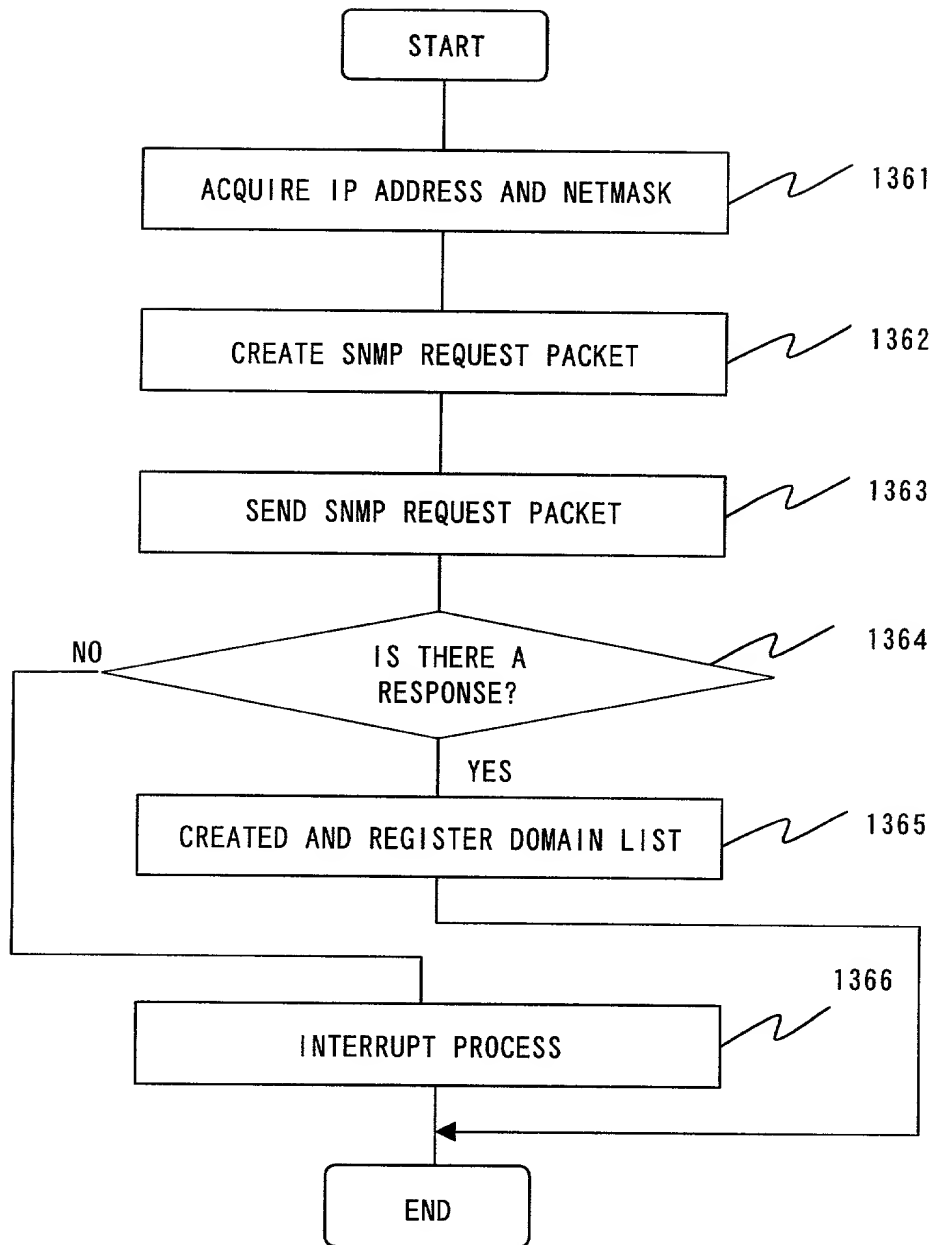 START
ACQUIRE IP ADDRESS AND NETMASK
1361
CREATE SNMP REQUEST PACKET
1362
SEND SNMP REQUEST PACKET
1363
IS THERE A
RESPONSE?
1364
NO
YES
CREATED AND REGISTER DOMAIN LIST
1365
INTERRUPT PROCESS
1366
END